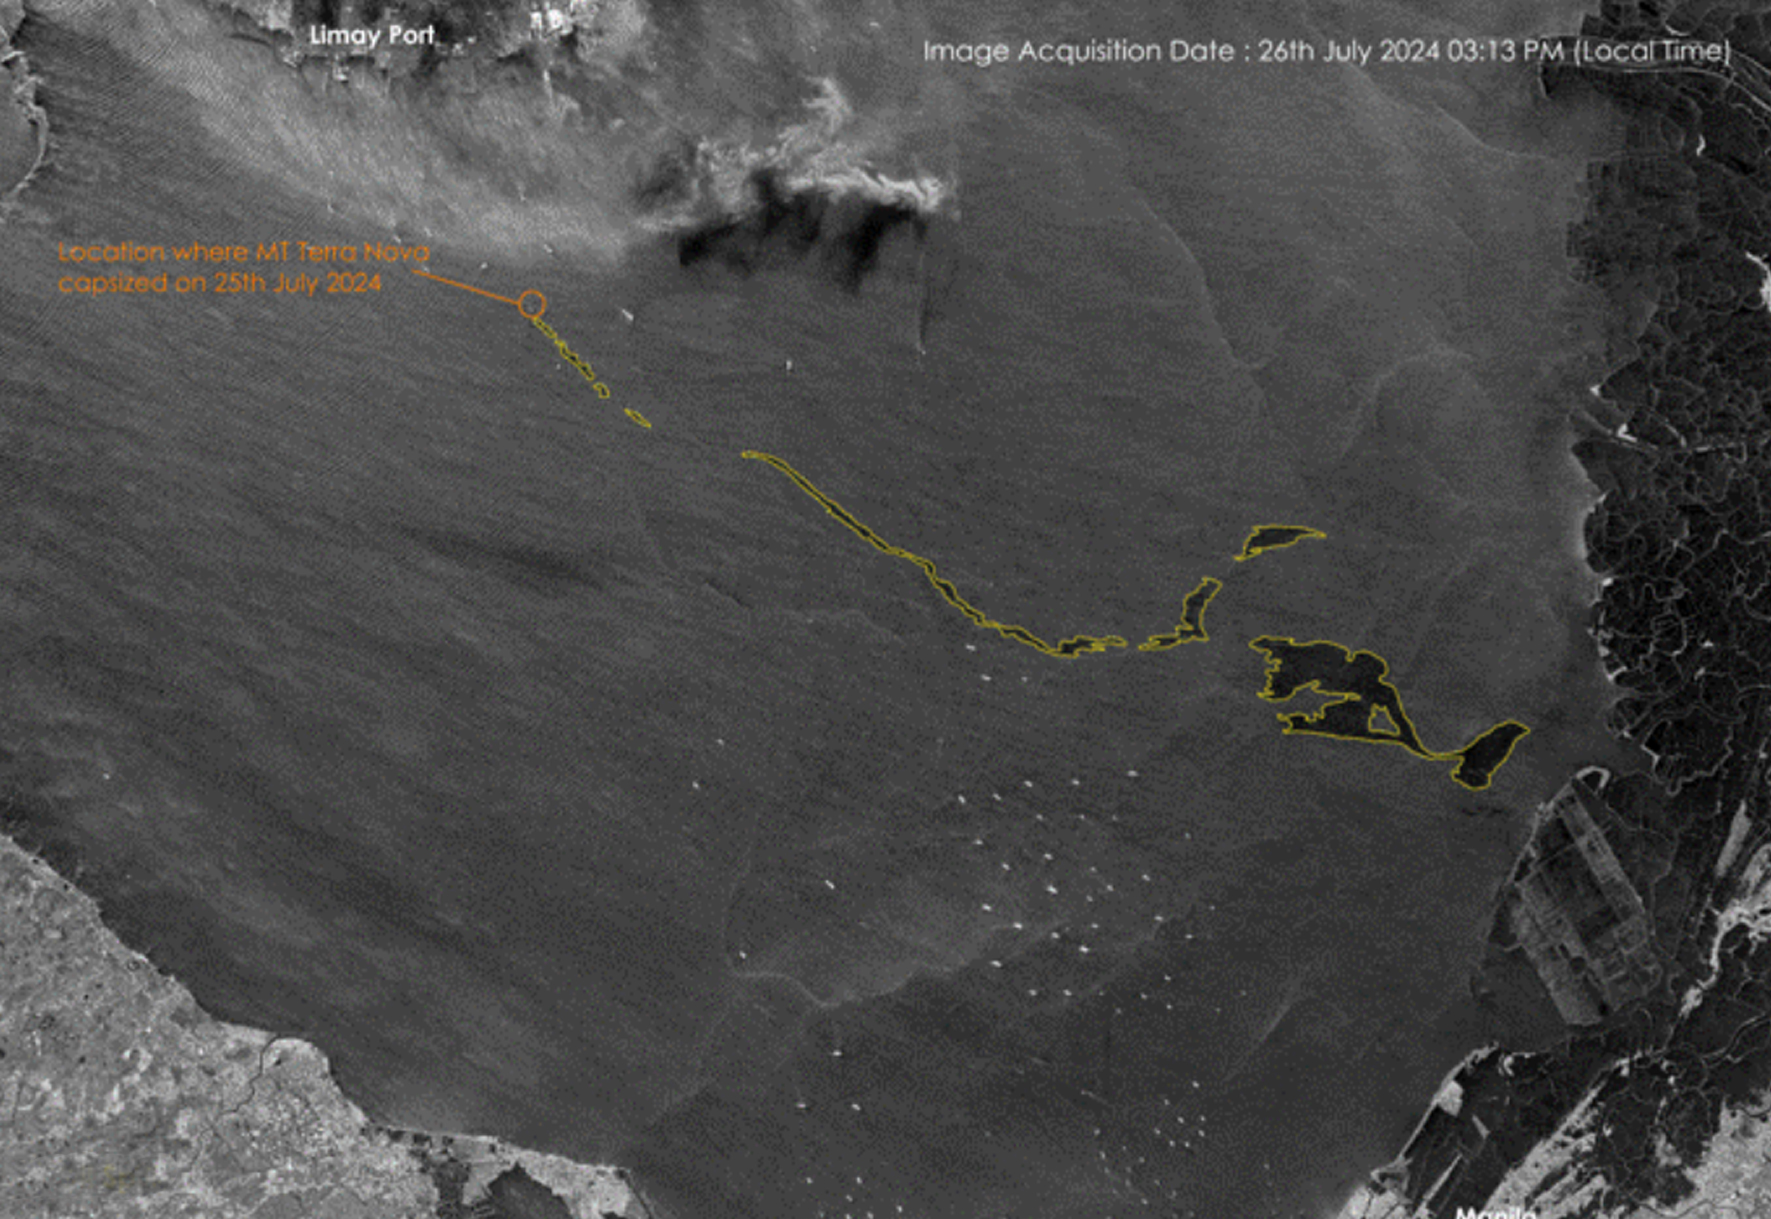 Limay Port
Image Acquisition Date : 26th July 2024 03:13 PM (Local Time)
Location where MT Terra Nova
capsized on 25th July 2024
Manila